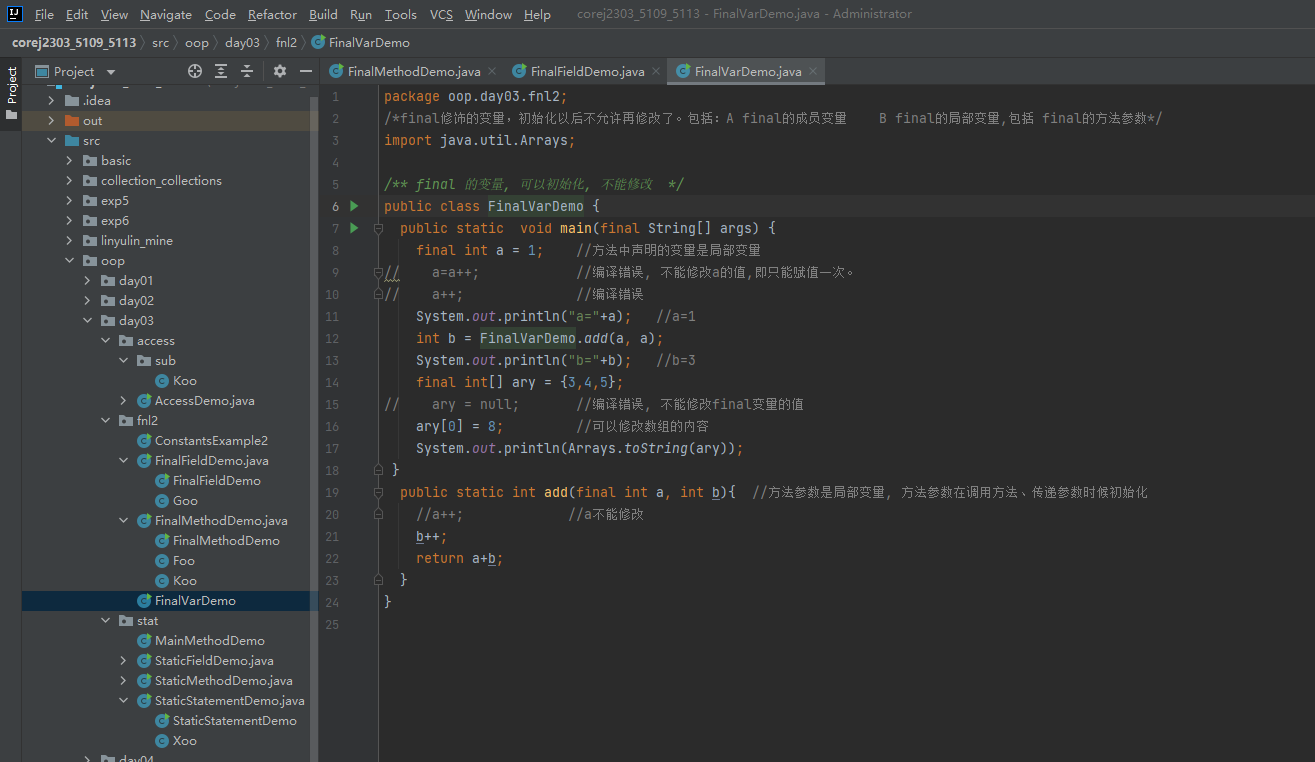 File Edit View Navigate Code Refactor Build Run Tools VCS Window Help corej2303_5109_5113 - FinalVarDemo.java - Administrator
corej2303_5109_5113 src oop day03 fnl2 FinalVarDemo
Project
Project
FinalMethodDemo.java FinalFieldDemo.java FinalVarDemo.java
.idea
out
src
basic
collection_collections
exp5
exp6
linyulin_mine
oop
day01
day02
day03
access
sub
Koo
AccessDemo.java
fnl2
ConstantsExample2
FinalFieldDemo.java
FinalFieldDemo
Goo
FinalMethodDemo.java
FinalMethodDemo
Foo
Koo
FinalVarDemo
stat
MainMethodDemo
StaticFieldDemo.java
StaticMethodDemo.java
StaticStatementDemo.java
StaticStatementDemo
Xoo
day04
1 package oop.day03.fnl2;
2 /*final修饰的变量，初始化以后不允许再修改了。包括：A final的成员变量    B final的局部变量,包括 final的方法参数*/
3 import java.util.Arrays;
4
5 /** final 的变量, 可以初始化, 不能修改  */
6 public class FinalVarDemo {
7   public static  void main(final String[] args) {
8     final int a = 1;    //方法中声明的变量是局部变量
9 //    a=a++;            //编译错误, 不能修改a的值,即只能赋值一次。
10 //    a++;              //编译错误
11     System.out.println("a="+a);   //a=1
12     int b = FinalVarDemo.add(a, a);
13     System.out.println("b="+b);   //b=3
14     final int[] ary = {3,4,5};
15 //    ary = null;       //编译错误, 不能修改final变量的值
16     ary[0] = 8;         //可以修改数组的内容
17     System.out.println(Arrays.toString(ary));
18  }
19   public static int add(final int a, int b){  //方法参数是局部变量, 方法参数在调用方法、传递参数时候初始化
20     //a++;             //a不能修改
21     b++;
22     return a+b;
23   }
24 }
25